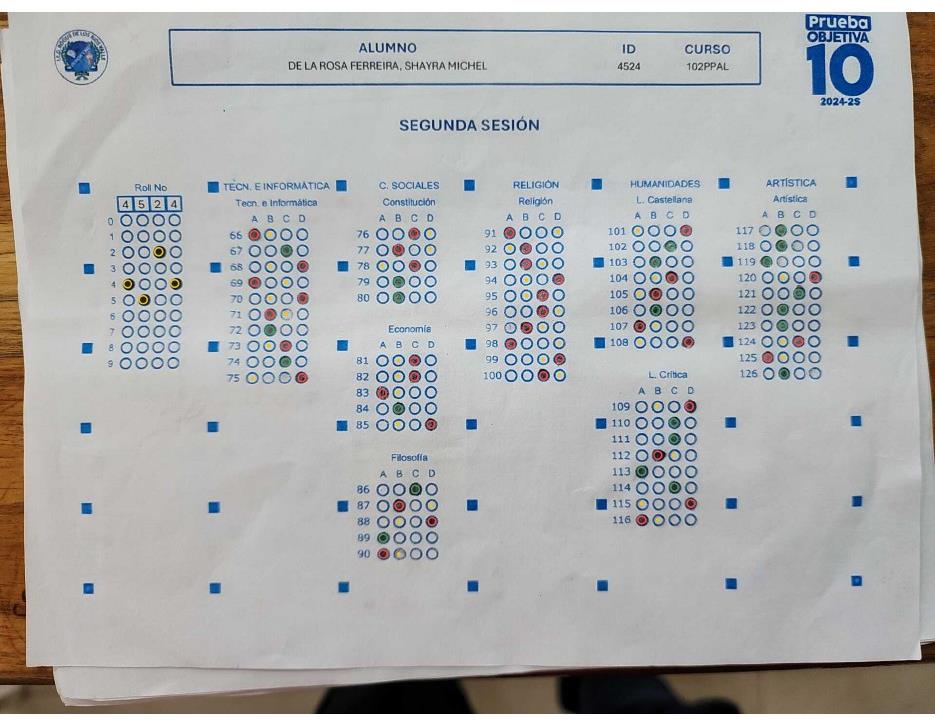 Prueba
OBJETIVA
10
2024-25
ALUMNO ID CURSO
DE LA ROSA FERREIRA, SHAYRA MICHEL 4524 102PPAL
SEGUNDA SESIÓN
Roll No
4 5 2 4
0
1
2
3
4
5
6
7
8
9
TECN. E INFORMÁTICA
Tecn. e Informática
A B C D
66
67
68
69
70
71
72
73
74
75
C. SOCIALES
Constitución
A B C D
76
77
78
79
80
Economía
A B C D
81
82
83
84
85
Filosofía
A B C D
86
87
88
89
90
RELIGIÓN
Religión
A B C D
91
92
93
94
95
96
97
98
99
100
HUMANIDADES
L. Castellana
A B C D
101
102
103
104
105
106
107
108
L. Crítica
A B C D
109
110
111
112
113
114
115
116
ARTÍSTICA
Artística
A B C D
117
118
119
120
121
122
123
124
125
126